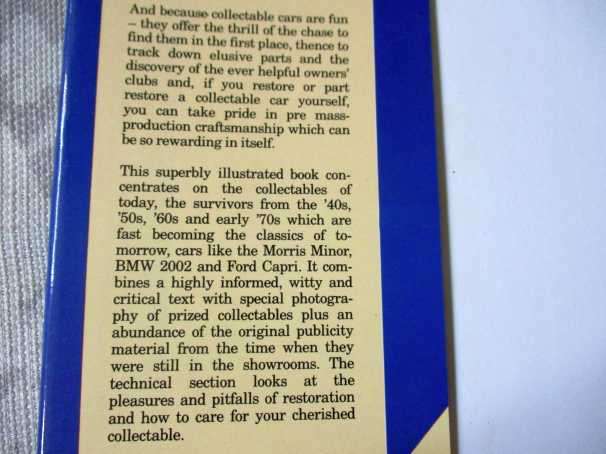 And because collectable cars are fun
– they offer the thrill of the chase to
find them in the first place, thence to
track down elusive parts and the
discovery of the ever helpful owners'
clubs and, if you restore or part
restore a collectable car yourself,
you can take pride in pre mass-
production craftsmanship which can
be so rewarding in itself.
This superbly illustrated book con-
centrates on the collectables of
today, the survivors from the '40s,
'50s, '60s and early '70s which are
fast becoming the classics of to-
morrow, cars like the Morris Minor,
BMW 2002 and Ford Capri. It com-
bines a highly informed, witty and
critical text with special photogra-
phy of prized collectables plus an
abundance of the original publicity
material from the time when they
were still in the showrooms. The
technical section looks at the
pleasures and pitfalls of restoration
and how to care for your cherished
collectable.